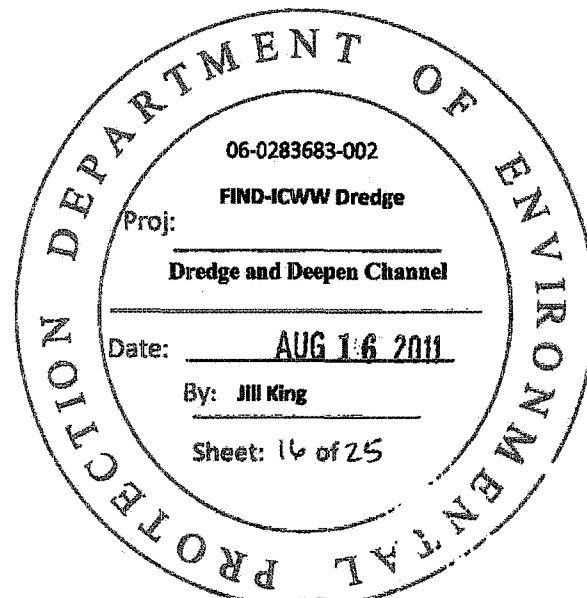 DEPARTMENT OF ENVIRONMENTAL PROTECTION
06-0283683-002
FIND-ICWW Dredge
Proj:
Dredge and Deepen Channel
Date: AUG 16 2011
By: Jill King
Sheet: 16 of 25